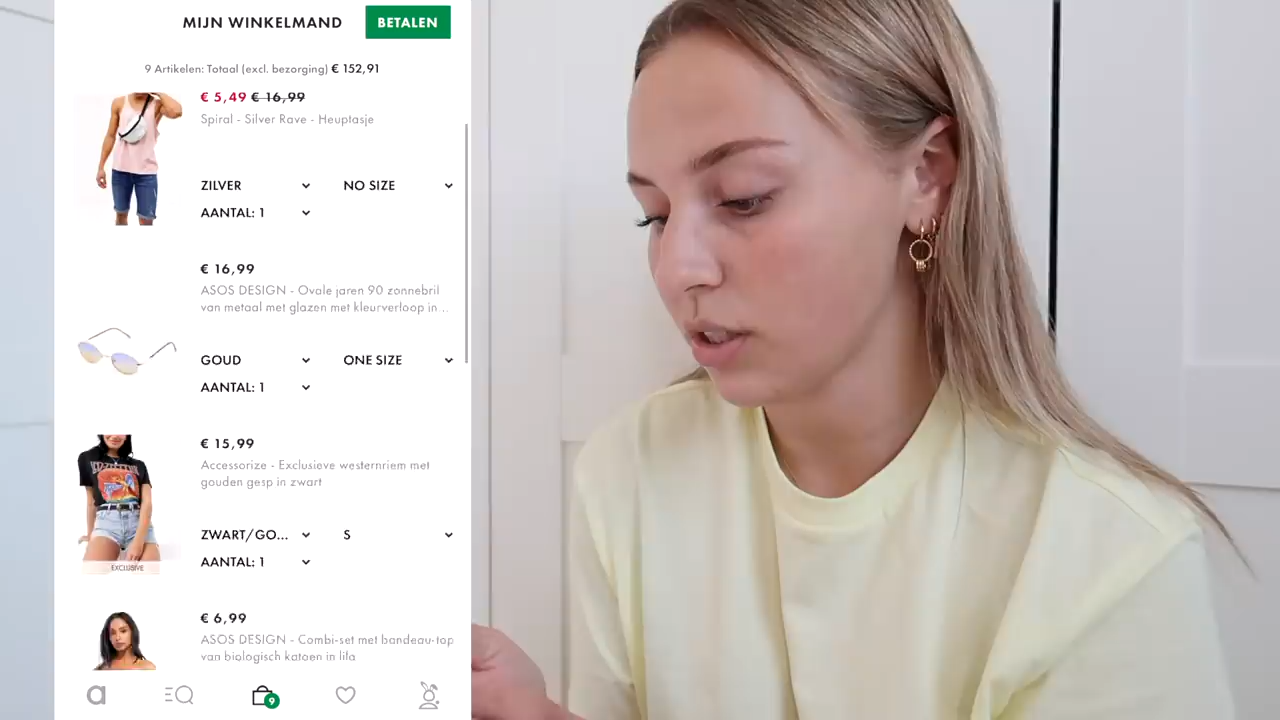 MIJN WINKELMAND
BETALEN
9 Artikelen: Totaal (excl. bezorging) € 152,91
€ 5,49 € 16,99
Spiral - Silver Rave - Heuptasje
ZILVER
NO SIZE
AANTAL: 1
€ 16,99
ASOS DESIGN - Ovale jaren 90 zonnebril
van metaal met glazen met kleurverloop in...
GOUD
ONE SIZE
AANTAL: 1
€ 15,99
Accessorize - Exclusieve westernriem met
gouden gesp in zwart
ZWART/GO...
S
AANTAL: 1
EXCLUSIVE
€ 6,99
ASOS DESIGN - Combi-set met bandeau-top
van biologisch katoen in lila
a
9